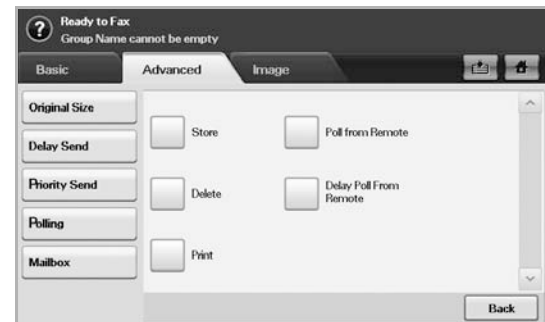 ?
Ready to Fax
Group Name cannot be empty
Basic
Advanced
Image
Original Size
Delay Send
Priority Send
Polling
Mailbox
Store
Poll from Remote
Delete
Delay Poll From
Remote
Print
Back